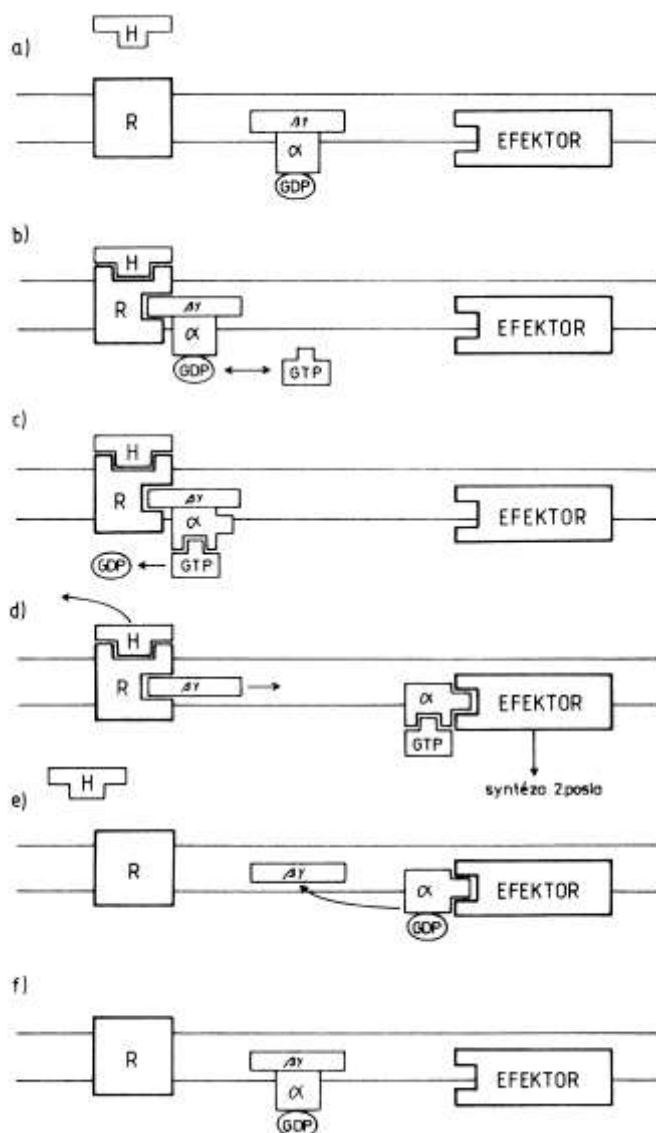 H
a)
R
βγ
α
GDP
EFEKTOR
b)
H
R
βγ
α
GDP
GTP
EFEKTOR
c)
H
R
βγ
α
GDP
GTP
EFEKTOR
d)
H
R
βγ
α
GTP
EFEKTOR
syntéza 2.posla
H
e)
R
βγ
α
GDP
EFEKTOR
f)
R
βγ
α
GDP
EFEKTOR